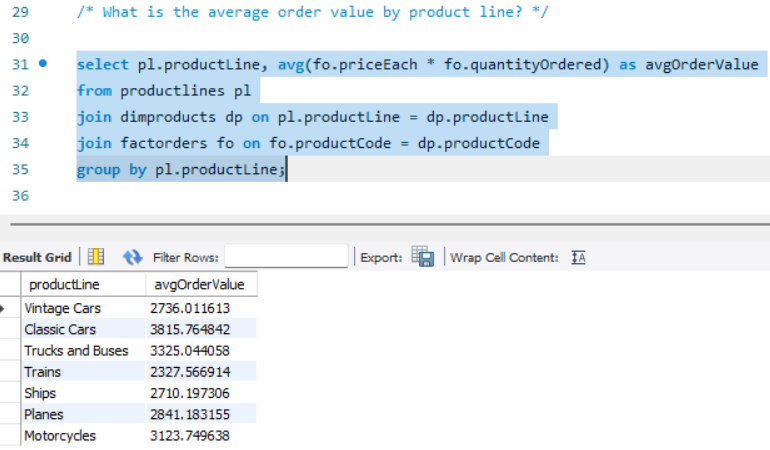 29 /* What is the average order value by product line? */
30
31 select pl.productLine, avg(fo.priceEach * fo.quantityOrdered) as avgOrderValue
32 from productlines pl
33 join dimproducts dp on pl.productLine = dp.productLine
34 join factorders fo on fo.productCode = dp.productCode
35 group by pl.productLine;
36
Result Grid Filter Rows: Export: Wrap Cell Content: IA
productLine avgOrderValue
Vintage Cars 2736.011613
Classic Cars 3815.764842
Trucks and Buses 3325.044058
Trains 2327.566914
Ships 2710.197306
Planes 2841.183155
Motorcycles 3123.749638